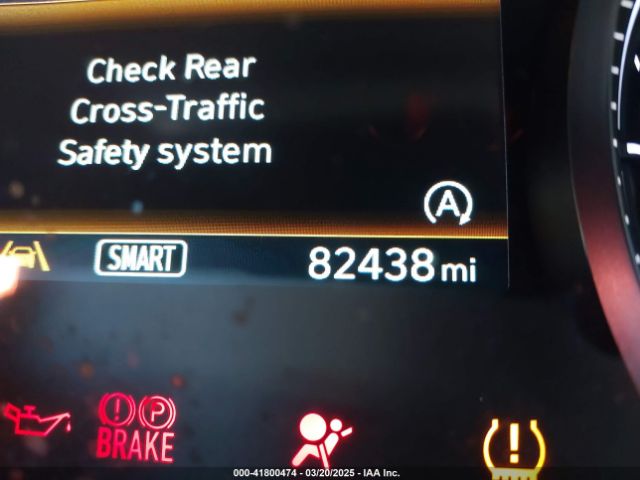 Check Rear
Cross-Traffic
Safety system
A
SMART
82438 mi
! P
BRAKE
!
000-41800474 - 03/20/2025 - IAA Inc.